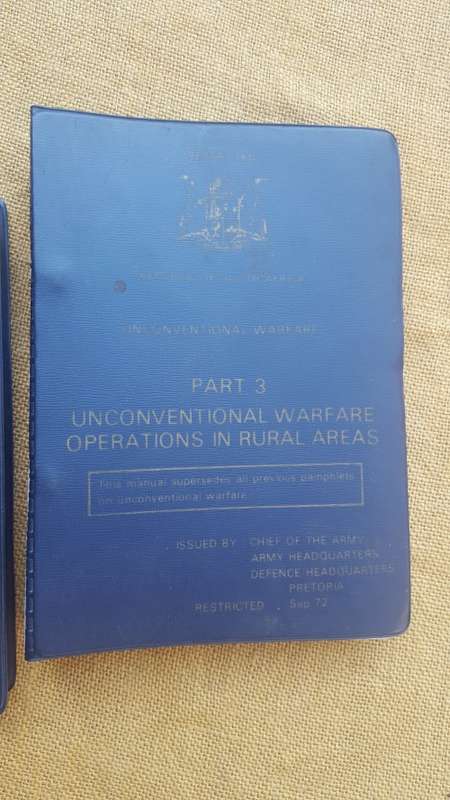 UNCONVENTIONAL WARFARE
PART 3
UNCONVENTIONAL WARFARE
OPERATIONS IN RURAL AREAS
This manual supersedes all previous pamphlets
on unconventional warfare
ISSUED BY CHIEF OF THE ARMY
ARMY HEADQUARTERS
DEFENCE HEADQUARTERS
PRETORIA
RESTRICTED Sep 72